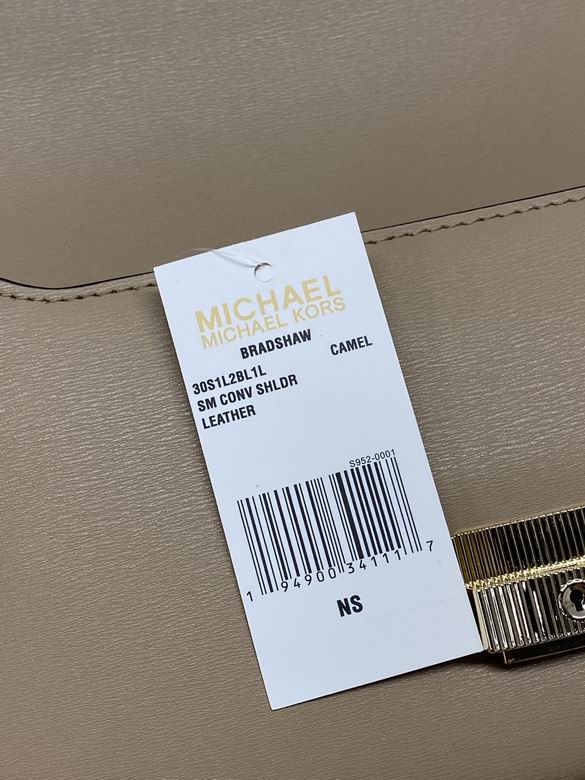 MICHAEL
MICHAEL KORS
BRADSHAW
CAMEL
30S1L2BL1L
SM CONV SHLDR
LEATHER
S952-0001
1 94900 34111 7
NS